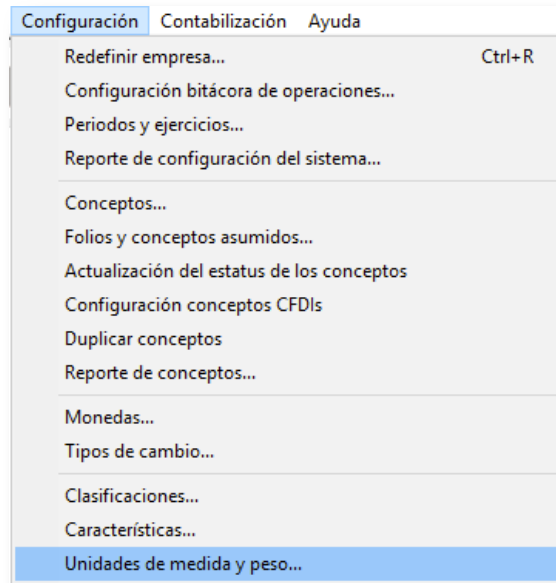 Configuración Contabilización Ayuda
Redefinir empresa... Ctrl+R
Configuración bitácora de operaciones...
Periodos y ejercicios...
Reporte de configuración del sistema...
Conceptos...
Folios y conceptos asumidos...
Actualización del estatus de los conceptos
Configuración conceptos CFDIs
Duplicar conceptos
Reporte de conceptos...
Monedas...
Tipos de cambio...
Clasificaciones...
Características...
Unidades de medida y peso...